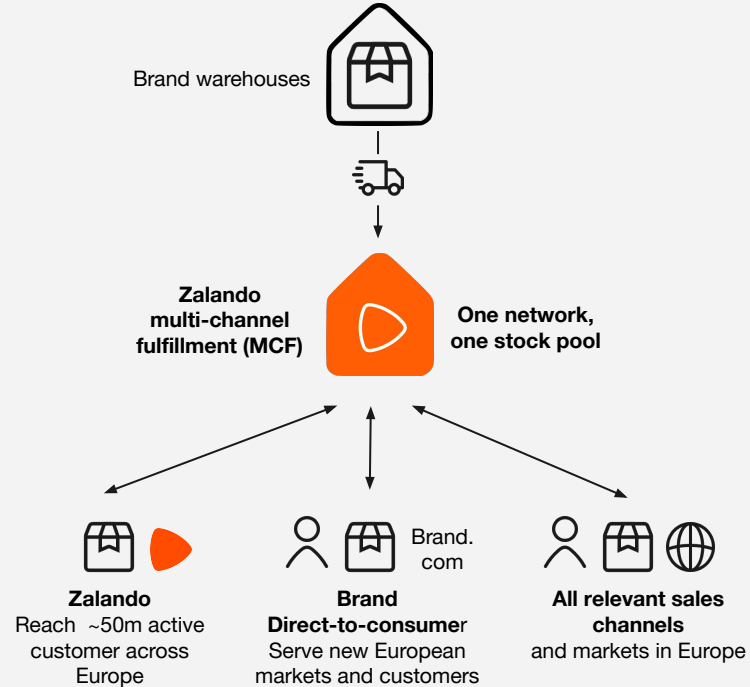 Brand warehouses
Zalando
multi-channel
fulfillment (MCF)
One network,
one stock pool
Brand.
com
Zalando
Reach ~50m active
customer across
Europe
Brand
Direct-to-consumer
Serve new European
markets and customers
All relevant sales
channels
and markets in Europe